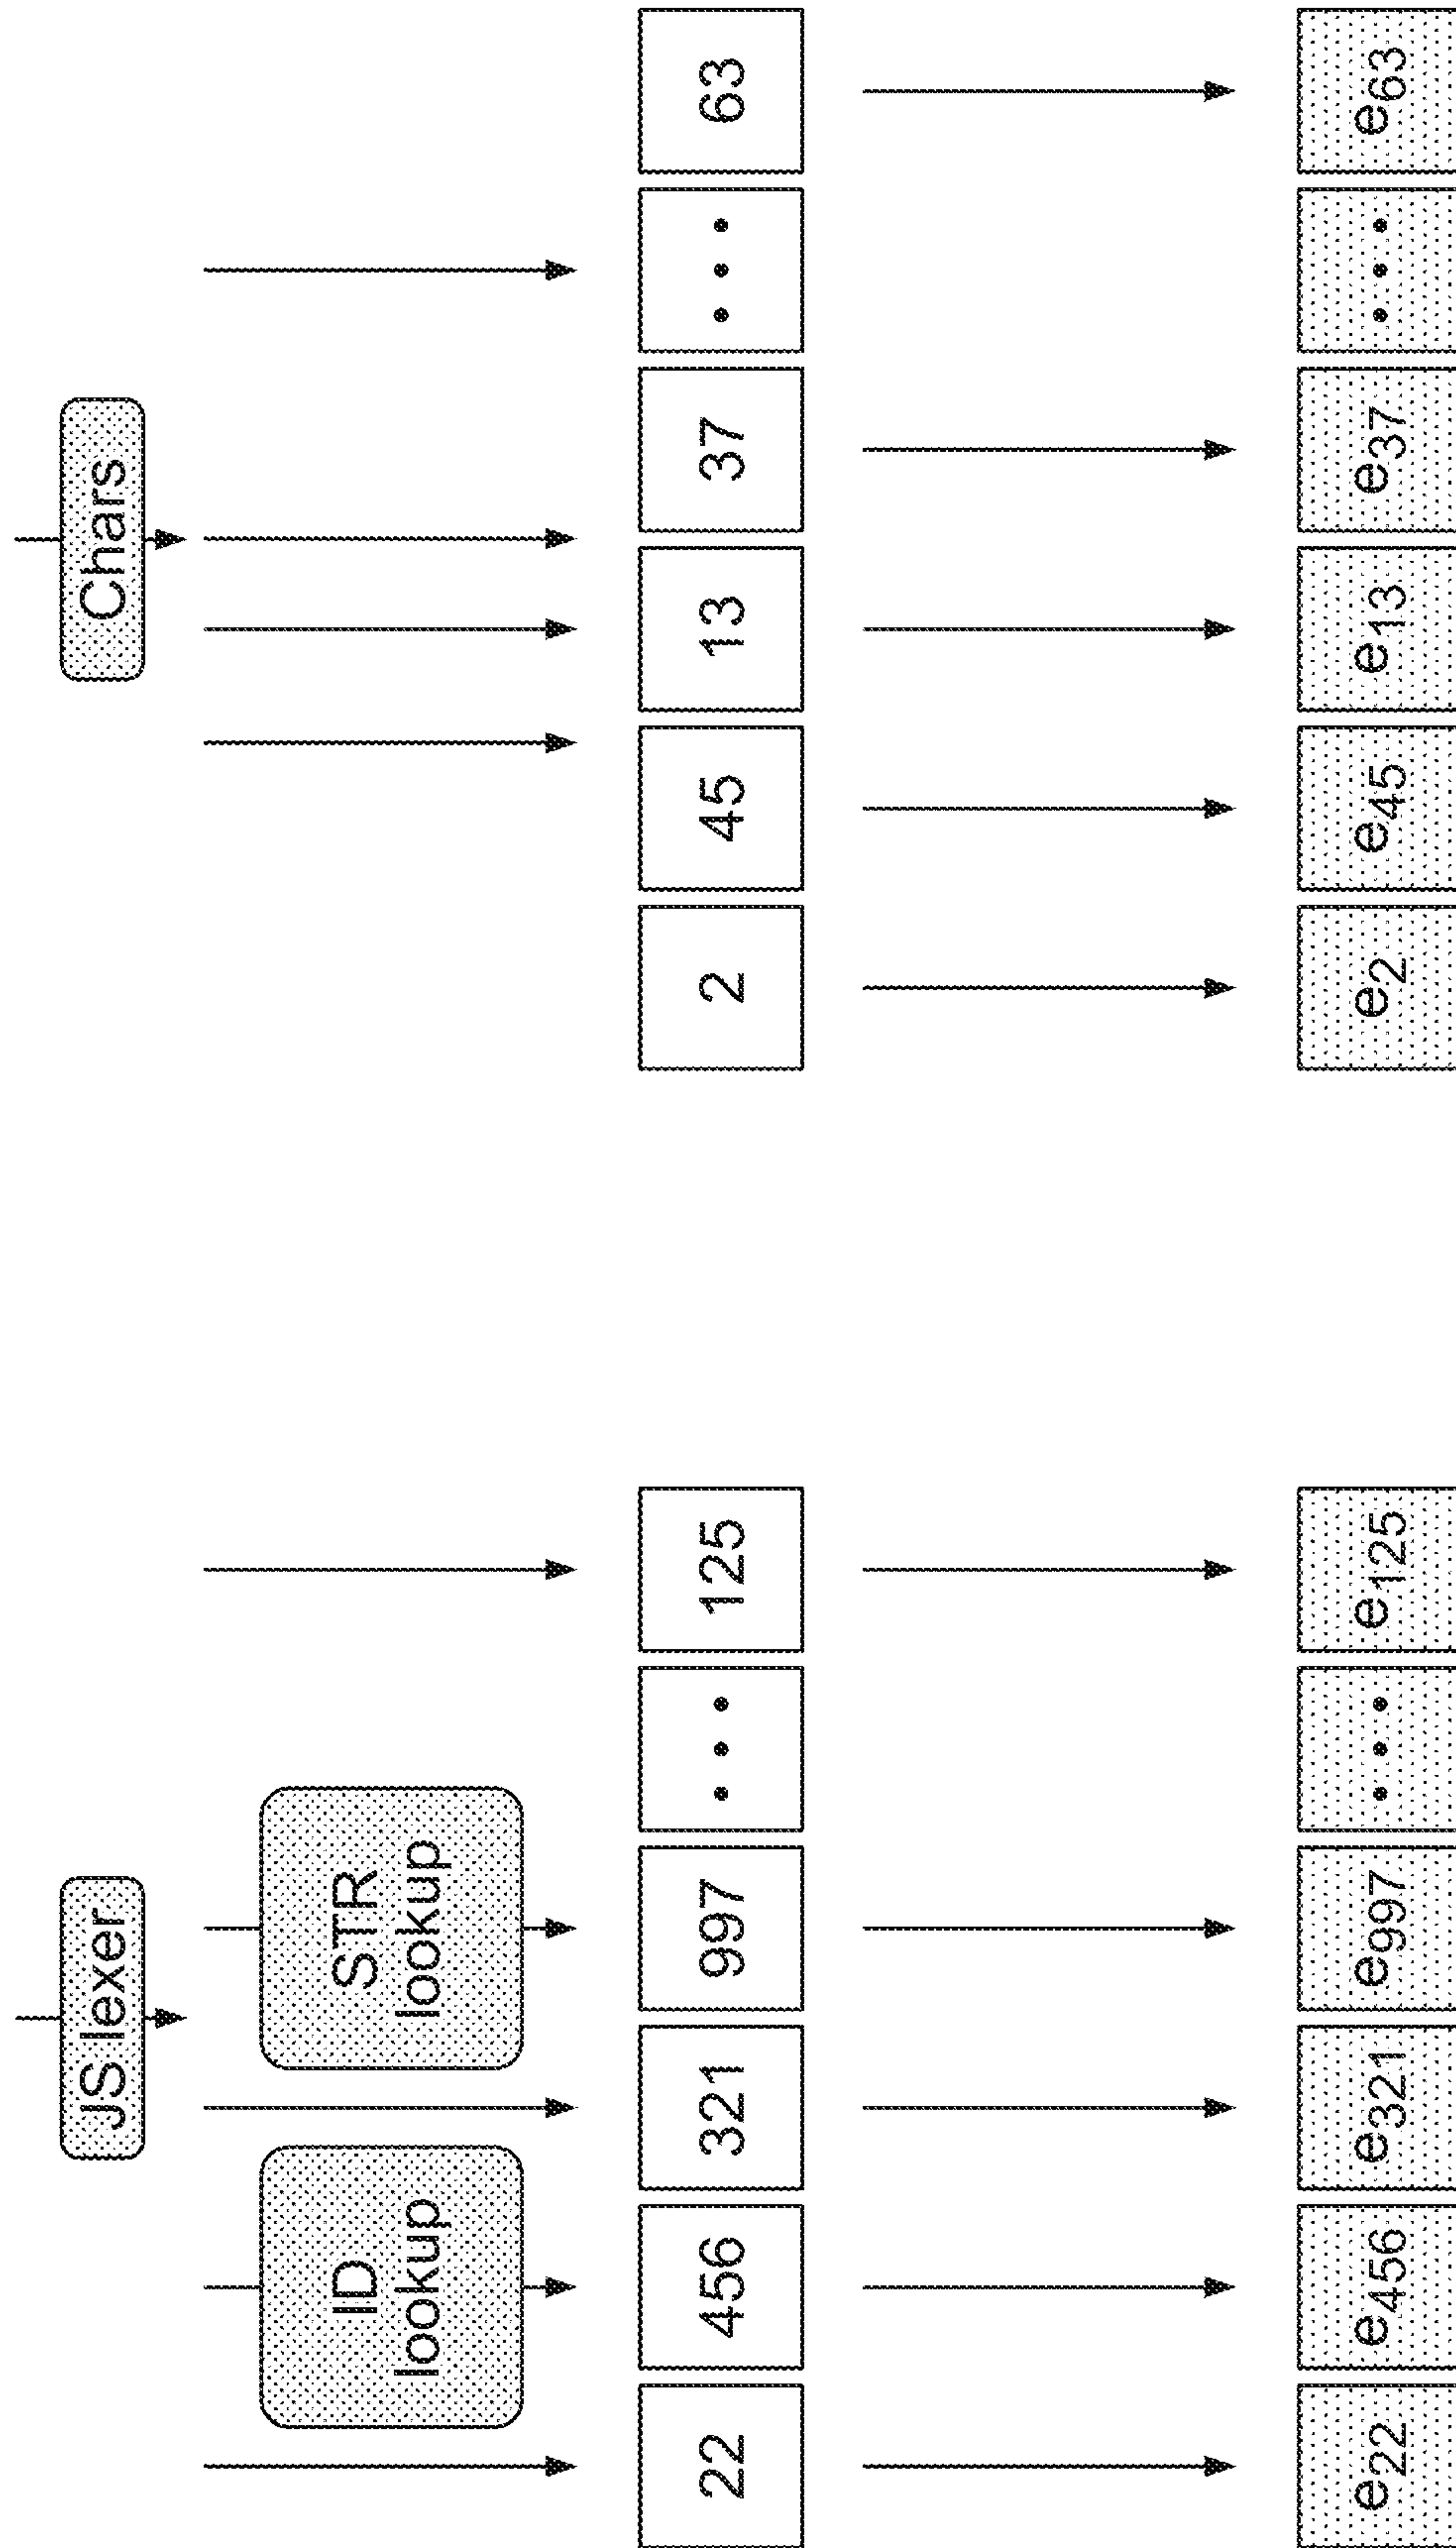 JS lexer
Chars
ID
lookup
STR
lookup
22 456 321 997 ... 125
2 45 13 37 ... 63
e22 e456 e321 e997 ... e125
e2 e45 e13 e37 ... e63